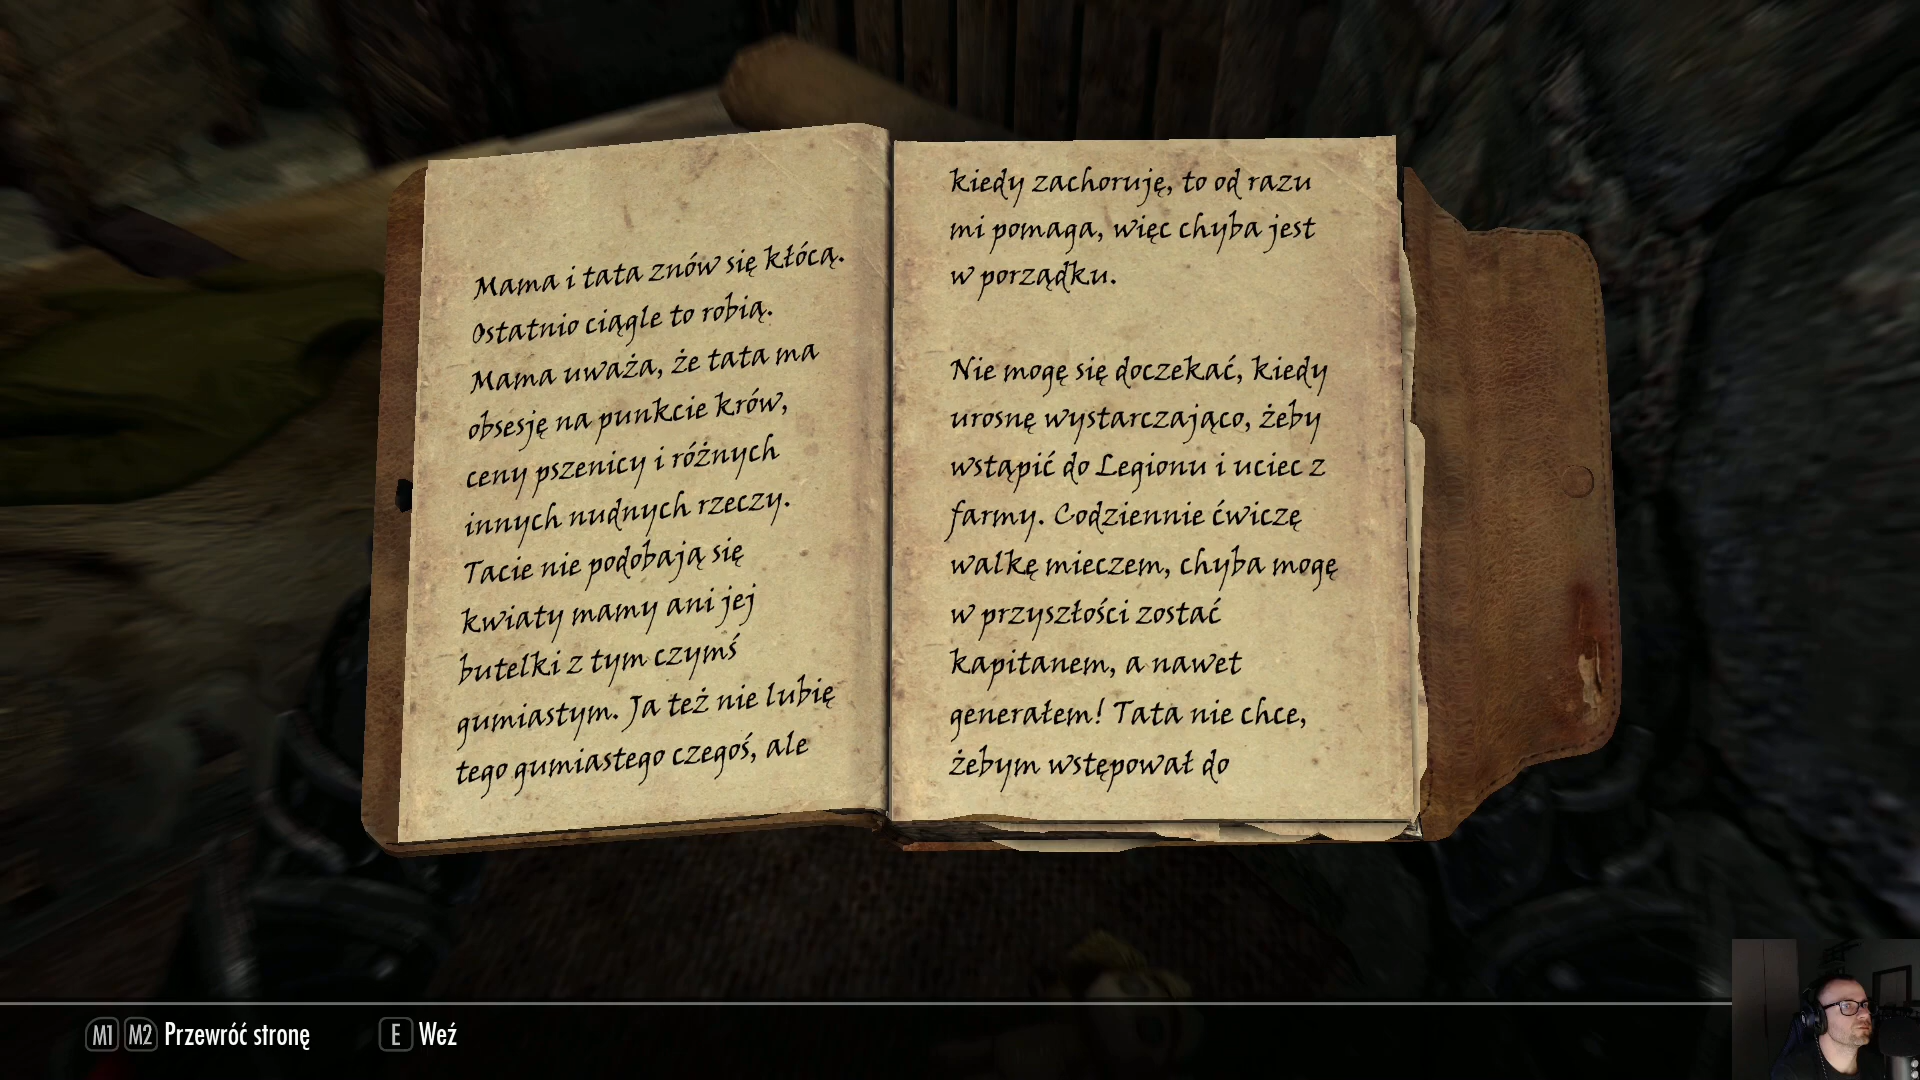 Mama i tata znów się kłócą.
Ostatnio ciągle to robią.
Mama uważa, że tata ma
obsesję na punkcie krów,
ceny pszenicy i różnych
innych nudnych rzeczy.
Tacie nie podobają się
kwiaty mamy ani jej
butelki z tym czymś
gumiastym. Ja też nie lubię
tego gumiastego czegoś, ale
kiedy zachoruję, to od razu
mi pomaga, więc chyba jest
w porządku.
Nie mogę się doczekać, kiedy
urosnę wystarczająco, żeby
wstąpić do Legionu i uciec z
farmy. Codziennie ćwiczę
walkę mieczem, chyba mogę
w przyszłości zostać
kapitanem, a nawet
generałem! Tata nie chce,
żebym wstępował do
M1 M2 Przewróć stronę
E Weź